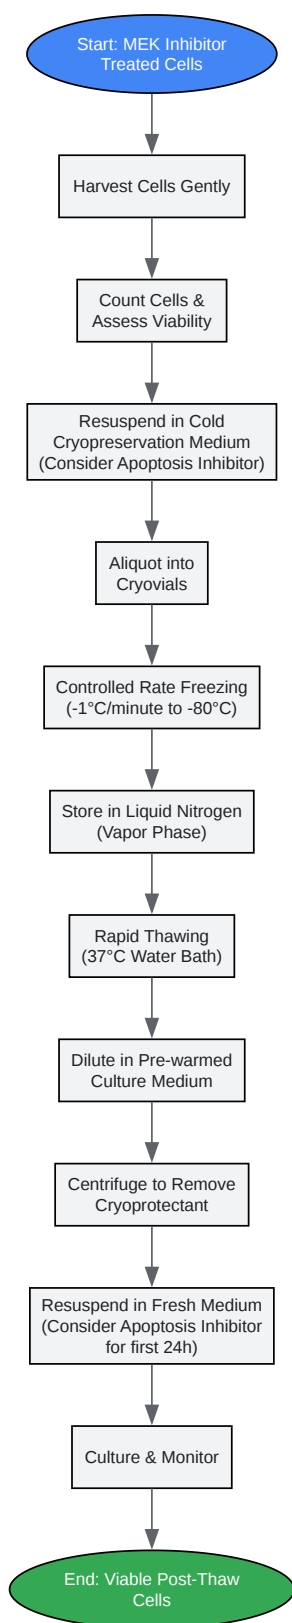 Start: MEK Inhibitor
Treated Cells
Harvest Cells Gently
Count Cells &
Assess Viability
Resuspend in Cold
Cryopreservation Medium
(Consider Apoptosis Inhibitor)
Aliquot into
Cryovials
Controlled Rate Freezing
(-1°C/minute to -80°C)
Store in Liquid Nitrogen
(Vapor Phase)
Rapid Thawing
(37°C Water Bath)
Dilute in Pre-warmed
Culture Medium
Centrifuge to Remove
Cryoprotectant
Resuspend in Fresh Medium
(Consider Apoptosis Inhibitor
for first 24h)
Culture & Monitor
End: Viable Post-Thaw
Cells